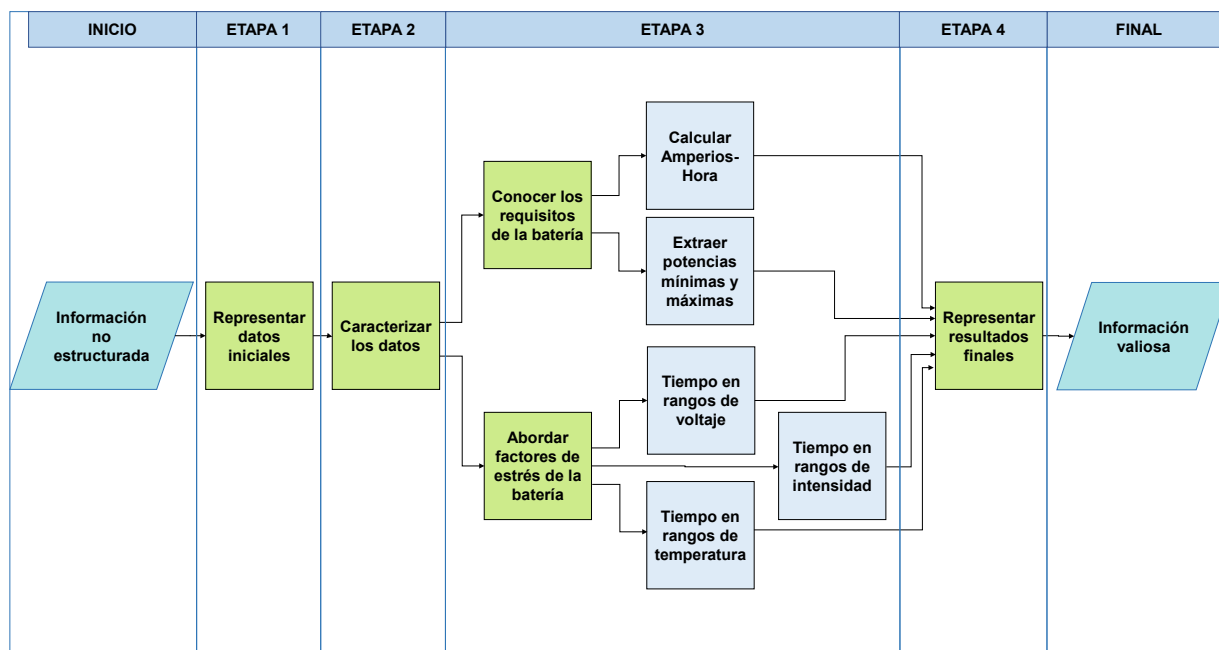 INICIO
ETAPA 1
ETAPA 2
ETAPA 3
ETAPA 4
FINAL
Información
no
estructurada
Representar
datos
iniciales
Caracterizar
los datos
Conocer los
requisitos
de la batería
Calcular
Amperios-
Hora
Extraer
potencias
mínimas y
máximas
Abordar
factores de
estrés de la
batería
Tiempo en
rangos de
voltaje
Tiempo en
rangos de
intensidad
Tiempo en
rangos de
temperatura
Representar
resultados
finales
Información
valiosa